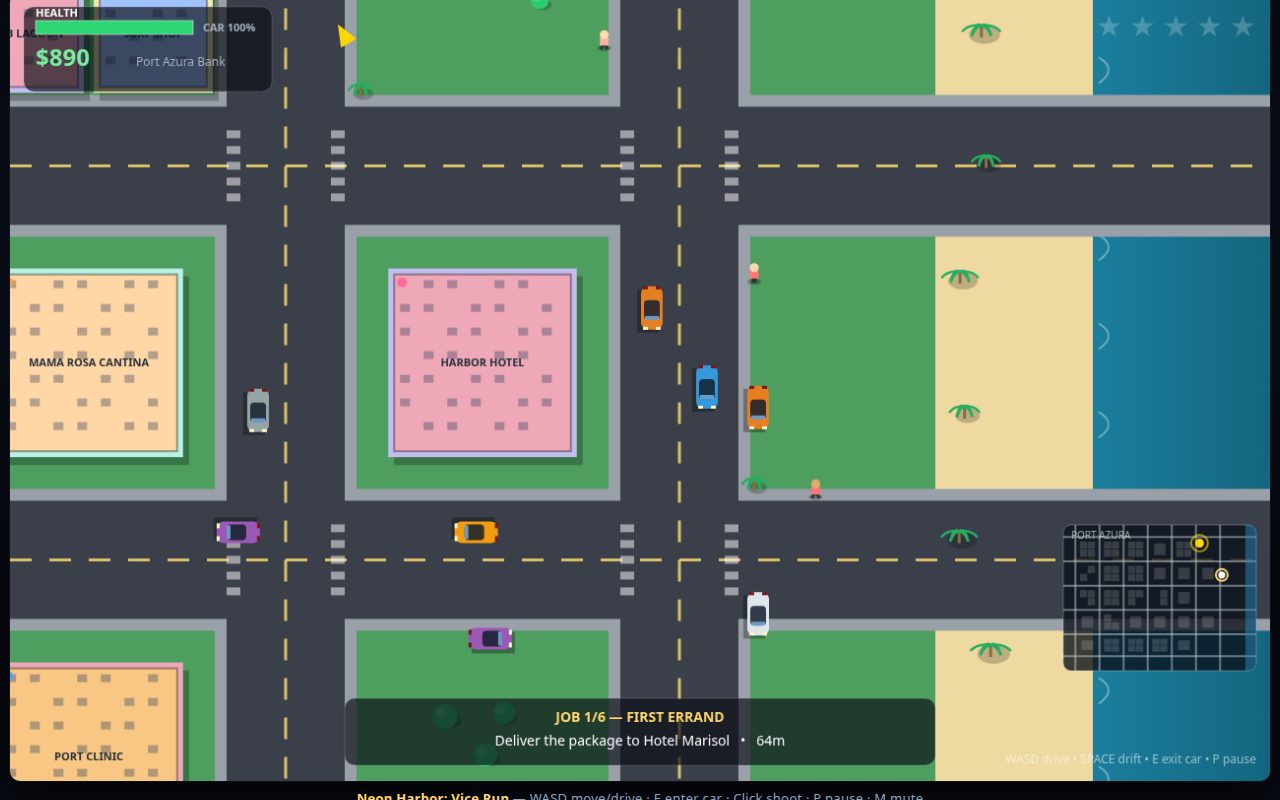 HEALTH
CAR 100%
$890
Port Azura Bank
MAMA ROSA CANTINA
HARBOR HOTEL
PORT AZURA
PORT CLINIC
JOB 1/6 — FIRST ERRAND
Deliver the package to Hotel Marisol • 64m
WASD drive • SPACE drift • E exit car • P pause
Neon Harbor: Vice Run — WASD move/drive · E enter car · Click shoot · P pause · M mute